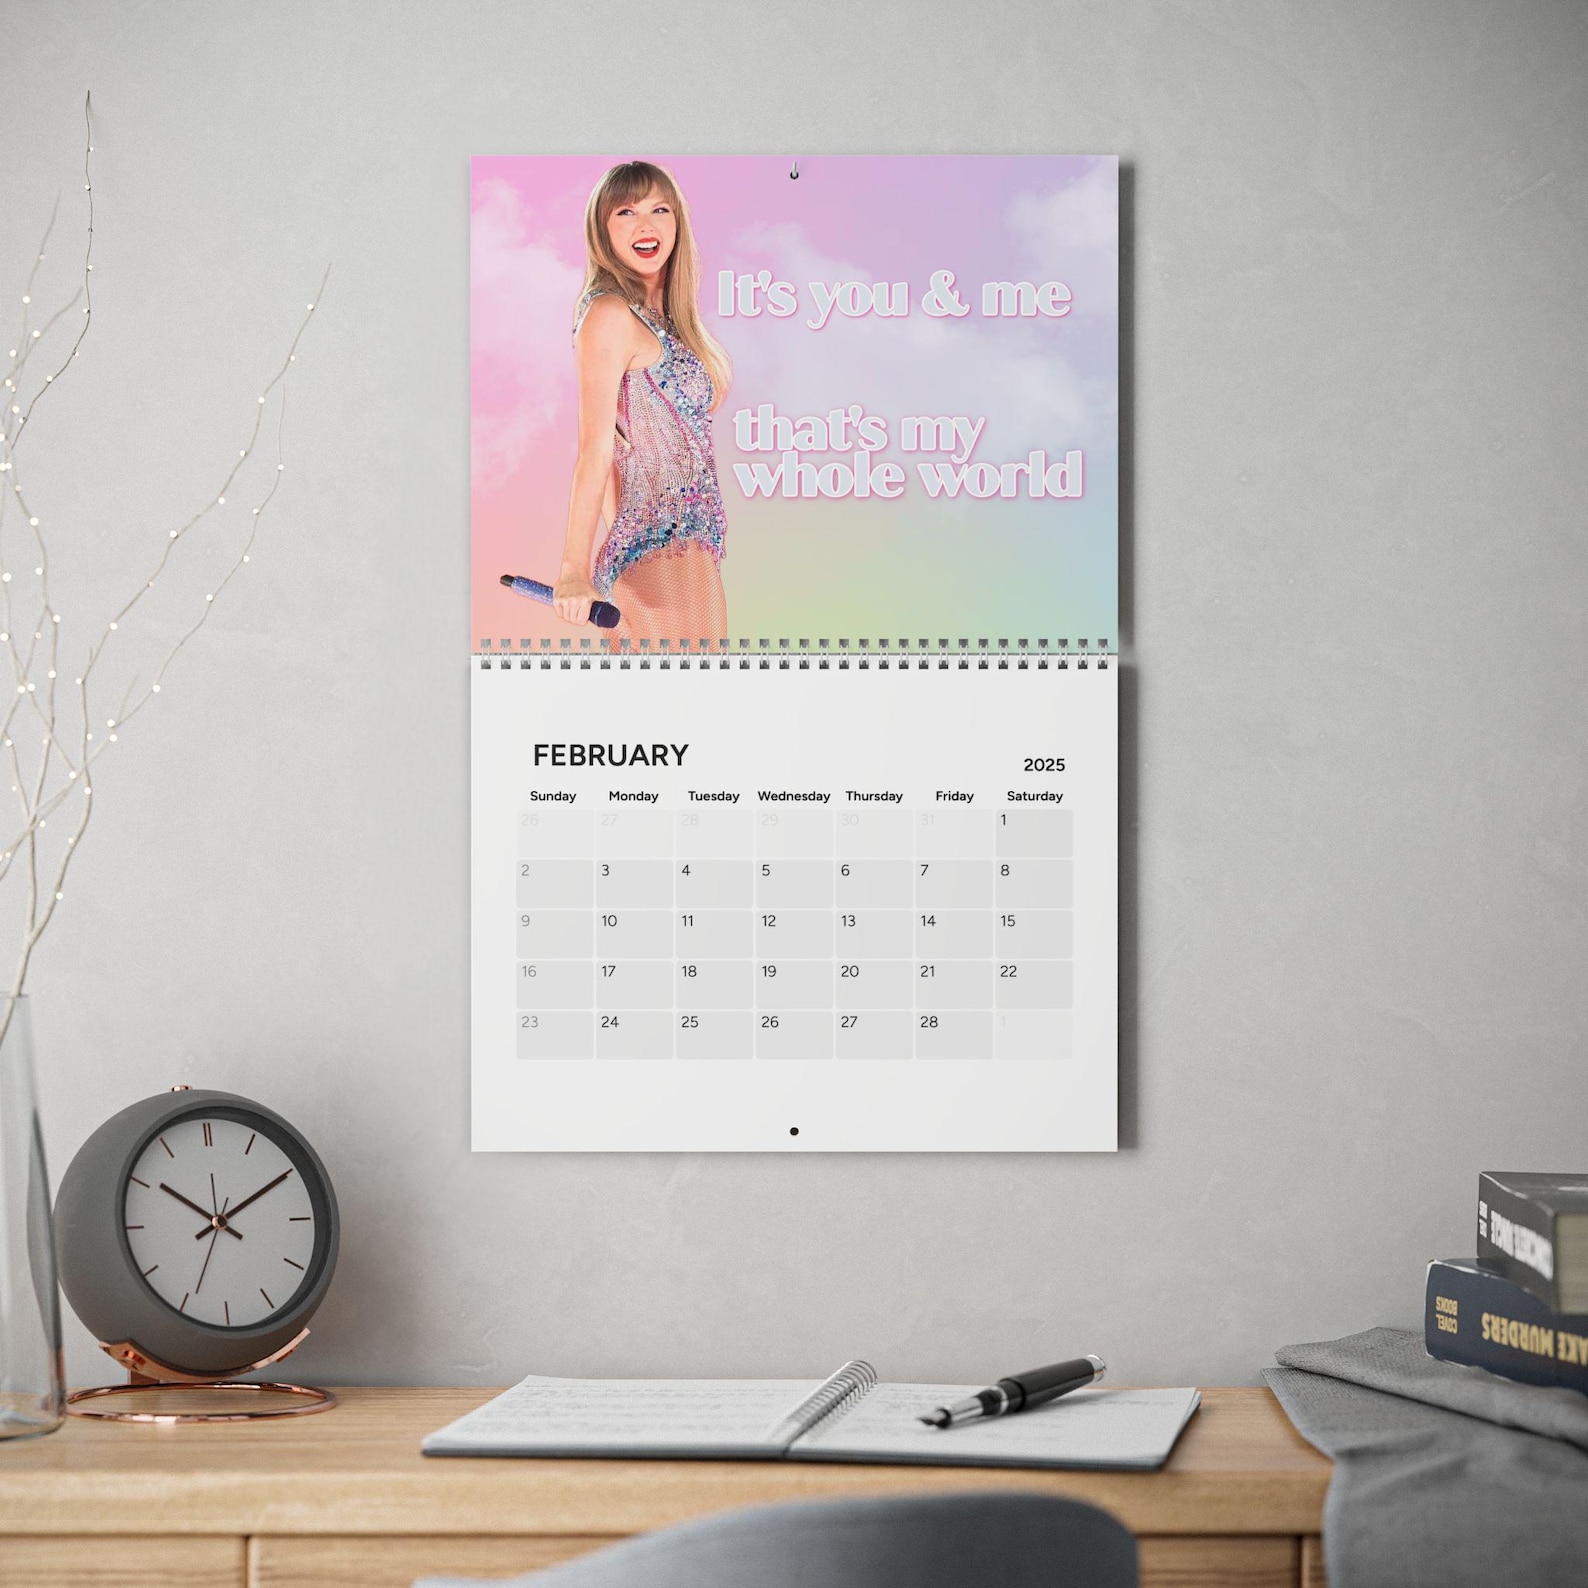 It's you & me
that's my
whole world
FEBRUARY
2025
Sunday Monday Tuesday Wednesday Thursday Friday Saturday
26 27 28 29 30 31 1
2 3 4 5 6 7 8
9 10 11 12 13 14 15
16 17 18 19 20 21 22
23 24 25 26 27 28 1
COVEL
BOOKS
AKE MURDERS